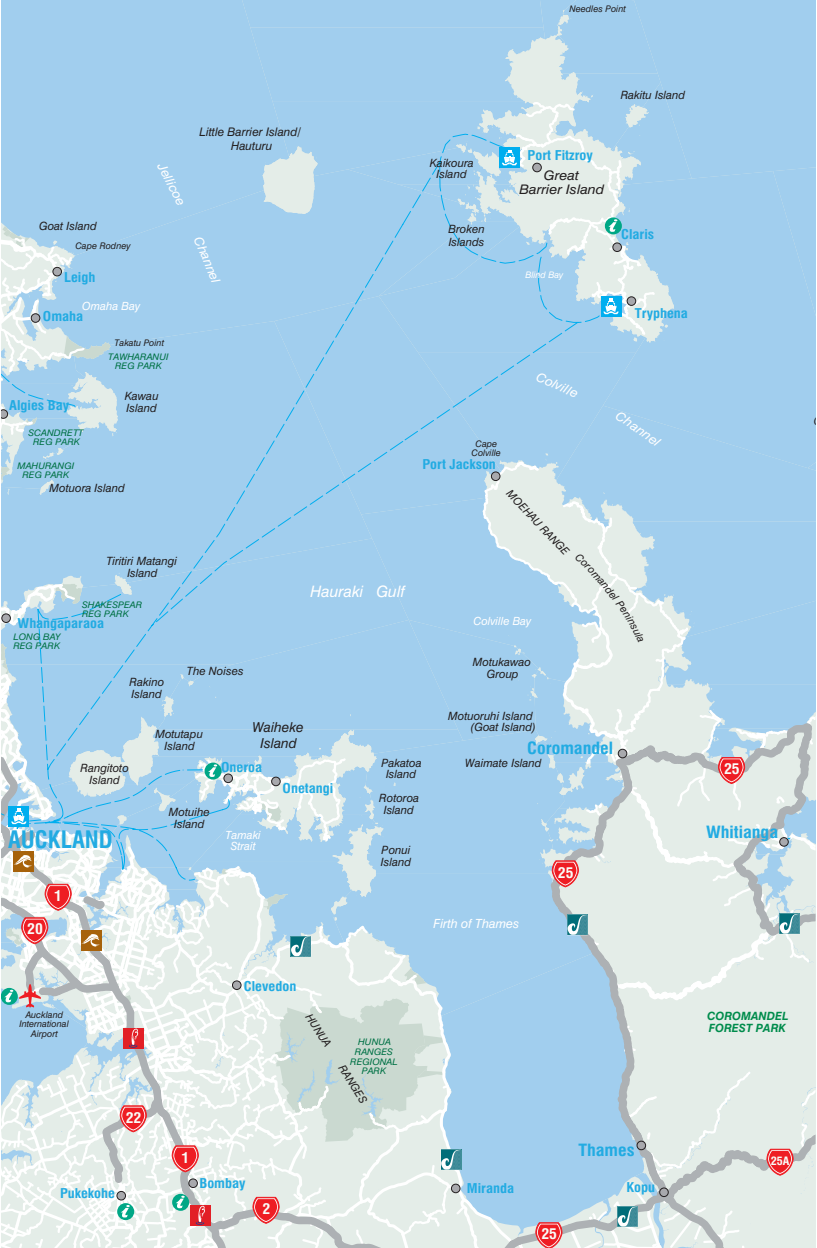 Needles Point
Rakitu Island
Little Barrier Island/
Hauturu
Port Fitzroy
Kaikoura
Island
Great
Barrier Island
Jellicoe
Channel
Goat Island
Broken
Islands
Claris
Cape Rodney
Leigh
Blind Bay
Omaha Bay
Omaha
Tryphena
Takatu Point
TAWHARANUI
REG PARK
Kawau
Island
Colville
Channel
Algies Bay
SCANDRETT
REG PARK
Cape
Colville
Port Jackson
MAHURANGI
REG PARK
Motuora Island
MOEHAU RANGE
Coromandel Peninsula
Tiritiri Matangi
Island
Hauraki Gulf
SHAKESPEAR
REG PARK
Whangaparaoa
Colville Bay
LONG BAY
REG PARK
Motukawao
Group
The Noises
Rakino
Island
Motuoruhi Island
(Goat Island)
Waiheke
Island
Motutapu
Island
Coromandel
Pakatoa
Island
Waimate Island
Rangitoto
Island
Oneroa
25
Onetangi
Rotoroa
Island
Motuihe
Island
AUCKLAND
Tamaki
Strait
Whitianga
Ponui
Island
25
1
20
Firth of Thames
Clevedon
Auckland
International
Airport
HUNUA
RANGES
HUNUA
RANGES
REGIONAL
PARK
COROMANDEL
FOREST PARK
22
1
Thames
25A
Bombay
Pukekohe
Miranda
Kopu
2
25